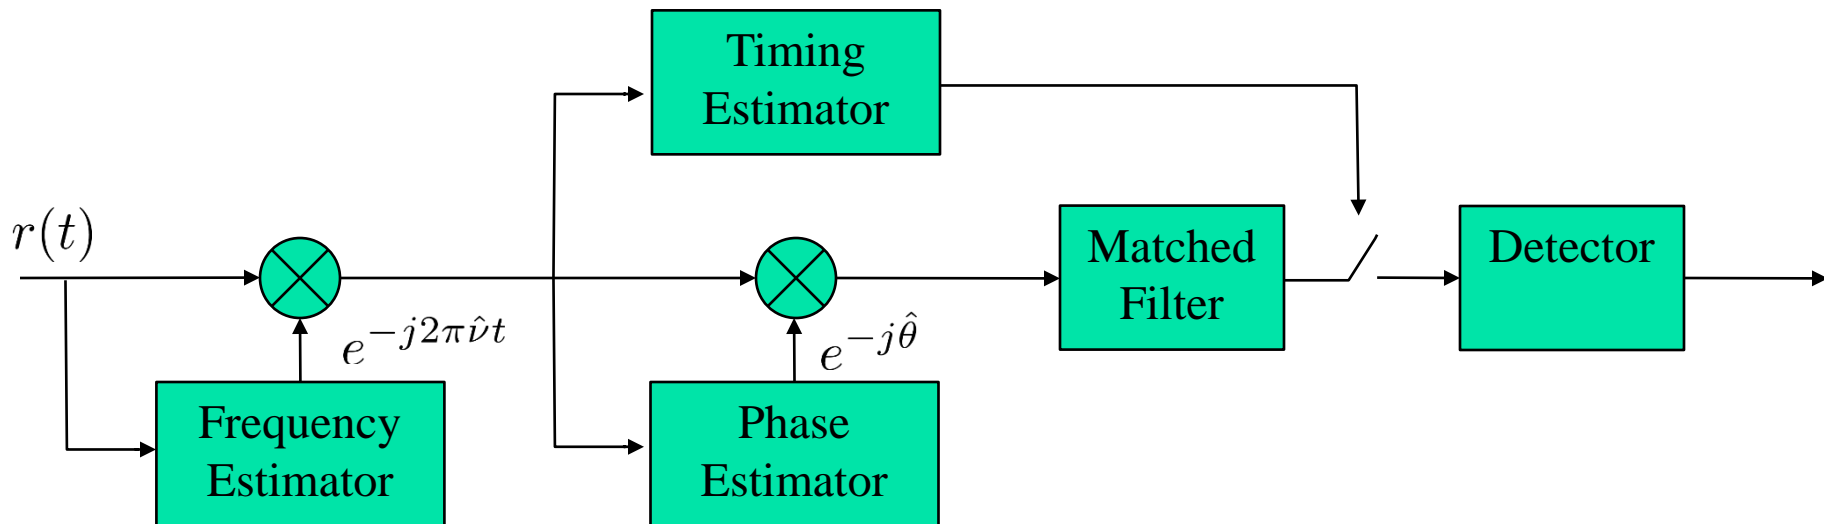 Timing
Estimator
r(t)
Matched
Filter
Detector
e^{-j2\pi\hat{\nu}t}
e^{-j\hat{\theta}}
Frequency
Estimator
Phase
Estimator